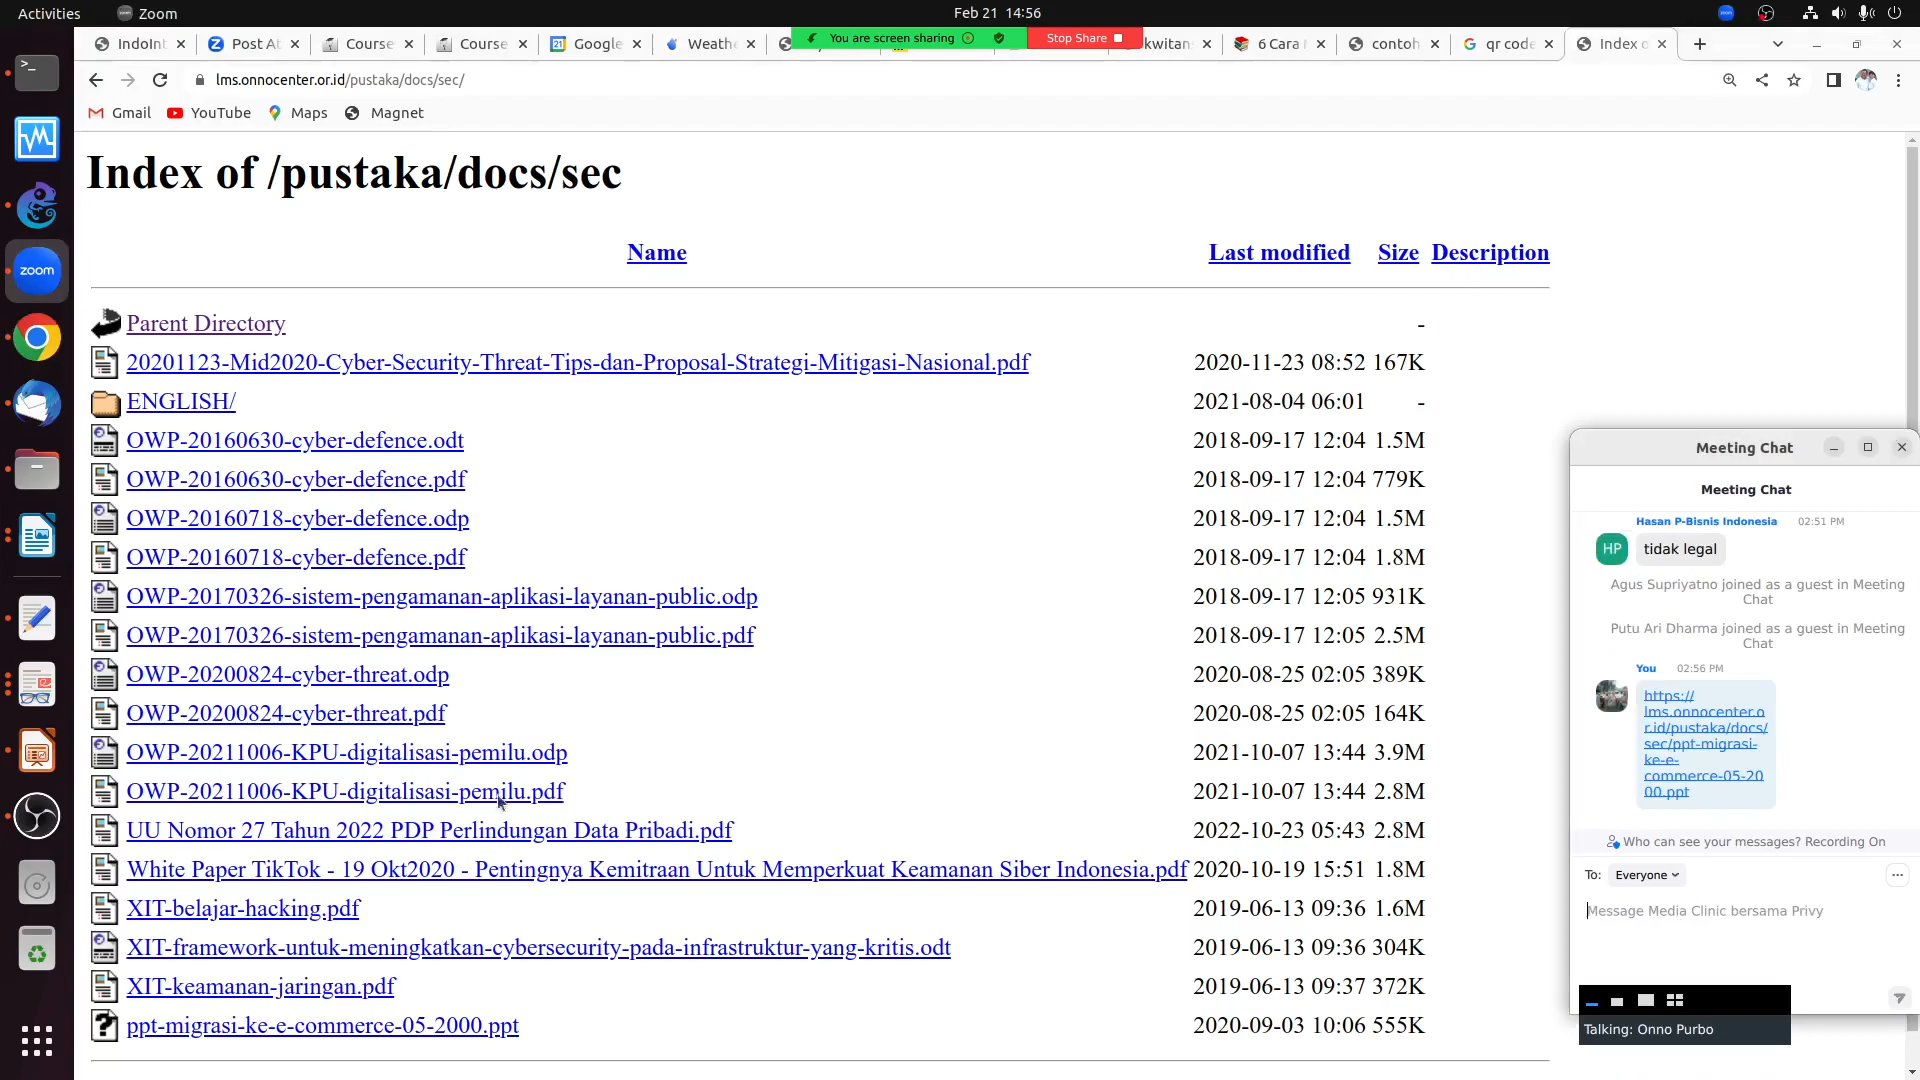 Activities
Zoom
Feb 21 14:56
IndoInt
Post At
Course
Course
Google
Weathe
You are screen sharing
Stop Share
kwitan
6 Cara
contoh
qr code
Index o
lms.onnocenter.or.id/pustaka/docs/sec/
Gmail
YouTube
Maps
Magnet
Index of /pustaka/docs/sec
Name Last modified Size Description
Parent Directory -
20201123-Mid2020-Cyber-Security-Threat-Tips-dan-Proposal-Strategi-Mitigasi-Nasional.pdf 2020-11-23 08:52 167K
ENGLISH/ 2021-08-04 06:01 -
OWP-20160630-cyber-defence.odt 2018-09-17 12:04 1.5M
OWP-20160630-cyber-defence.pdf 2018-09-17 12:04 779K
OWP-20160718-cyber-defence.odp 2018-09-17 12:04 1.5M
OWP-20160718-cyber-defence.pdf 2018-09-17 12:04 1.8M
OWP-20170326-sistem-pengamanan-aplikasi-layanan-public.odp 2018-09-17 12:05 931K
OWP-20170326-sistem-pengamanan-aplikasi-layanan-public.pdf 2018-09-17 12:05 2.5M
OWP-20200824-cyber-threat.odp 2020-08-25 02:05 389K
OWP-20200824-cyber-threat.pdf 2020-08-25 02:05 164K
OWP-20211006-KPU-digitalisasi-pemilu.odp 2021-10-07 13:44 3.9M
OWP-20211006-KPU-digitalisasi-pemilu.pdf 2021-10-07 13:44 2.8M
UU Nomor 27 Tahun 2022 PDP Perlindungan Data Pribadi.pdf 2022-10-23 05:43 2.8M
White Paper TikTok - 19 Okt2020 - Pentingnya Kemitraan Untuk Memperkuat Keamanan Siber Indonesia.pdf 2020-10-19 15:51 1.8M
XIT-belajar-hacking.pdf 2019-06-13 09:36 1.6M
XIT-framework-untuk-meningkatkan-cybersecurity-pada-infrastruktur-yang-kritis.odt 2019-06-13 09:36 304K
XIT-keamanan-jaringan.pdf 2019-06-13 09:37 372K
ppt-migrasi-ke-e-commerce-05-2000.ppt 2020-09-03 10:06 555K
zoom
Meeting Chat
Meeting Chat
Hasan P-Bisnis Indonesia 02:51 PM
HP
tidak legal
Agus Supriyatno joined as a guest in Meeting
Chat
Putu Ari Dharma joined as a guest in Meeting
Chat
You 02:56 PM
https://
lms.onnocenter.o
r.id/pustaka/docs/
sec/ppt-migrasi-
ke-e-
commerce-05-20
00.ppt
Who can see your messages? Recording On
To: Everyone
Message Media Clinic bersama Privy
Talking: Onno Purbo